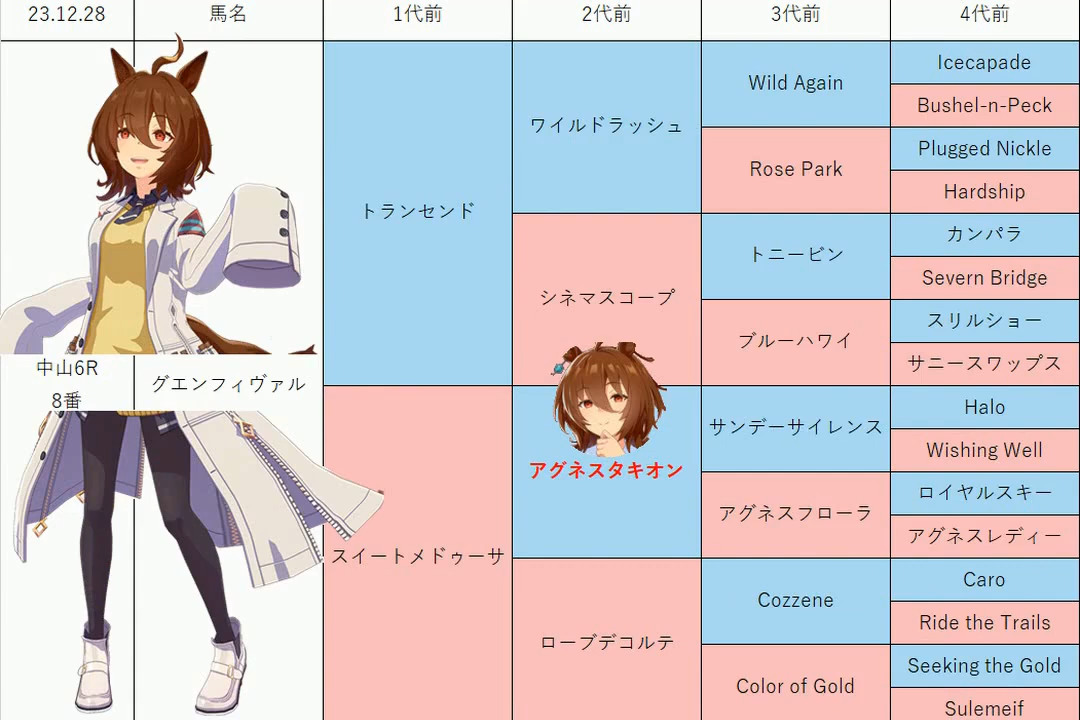 23.12.28
馬名
1代前
2代前
3代前
4代前
中山6R
8番
グエンフィヴァル
トランセンド
スイートメドゥーサ
ワイルドラッシュ
シネマスコープ
アグネスタキオン
ローブデコルテ
Wild Again
Rose Park
トニービン
ブルーハワイ
サンデーサイレンス
アグネスフローラ
Cozzene
Color of Gold
Icecapade
Bushel-n-Peck
Plugged Nickle
Hardship
カンパラ
Severn Bridge
スリルショー
サニースワップス
Halo
Wishing Well
ロイヤルスキー
アグネスレディー
Caro
Ride the Trails
Seeking the Gold
Sulemeif